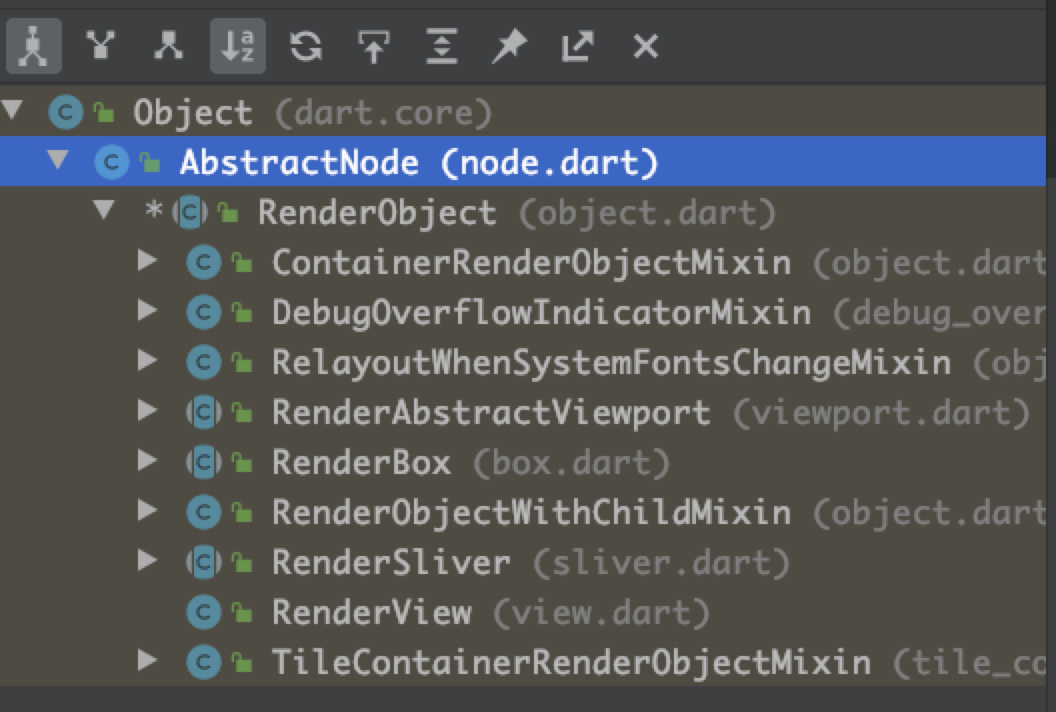 Object (dart.core)
AbstractNode (node.dart)
* RenderObject (object.dart)
ContainerRenderObjectMixin (object.dart
DebugOverflowIndicatorMixin (debug_over
RelayoutWhenSystemFontsChangeMixin (obj
RenderAbstractViewport (viewport.dart)
RenderBox (box.dart)
RenderObjectWithChildMixin (object.dart
RenderSliver (sliver.dart)
RenderView (view.dart)
TileContainerRenderObjectMixin (tile_co